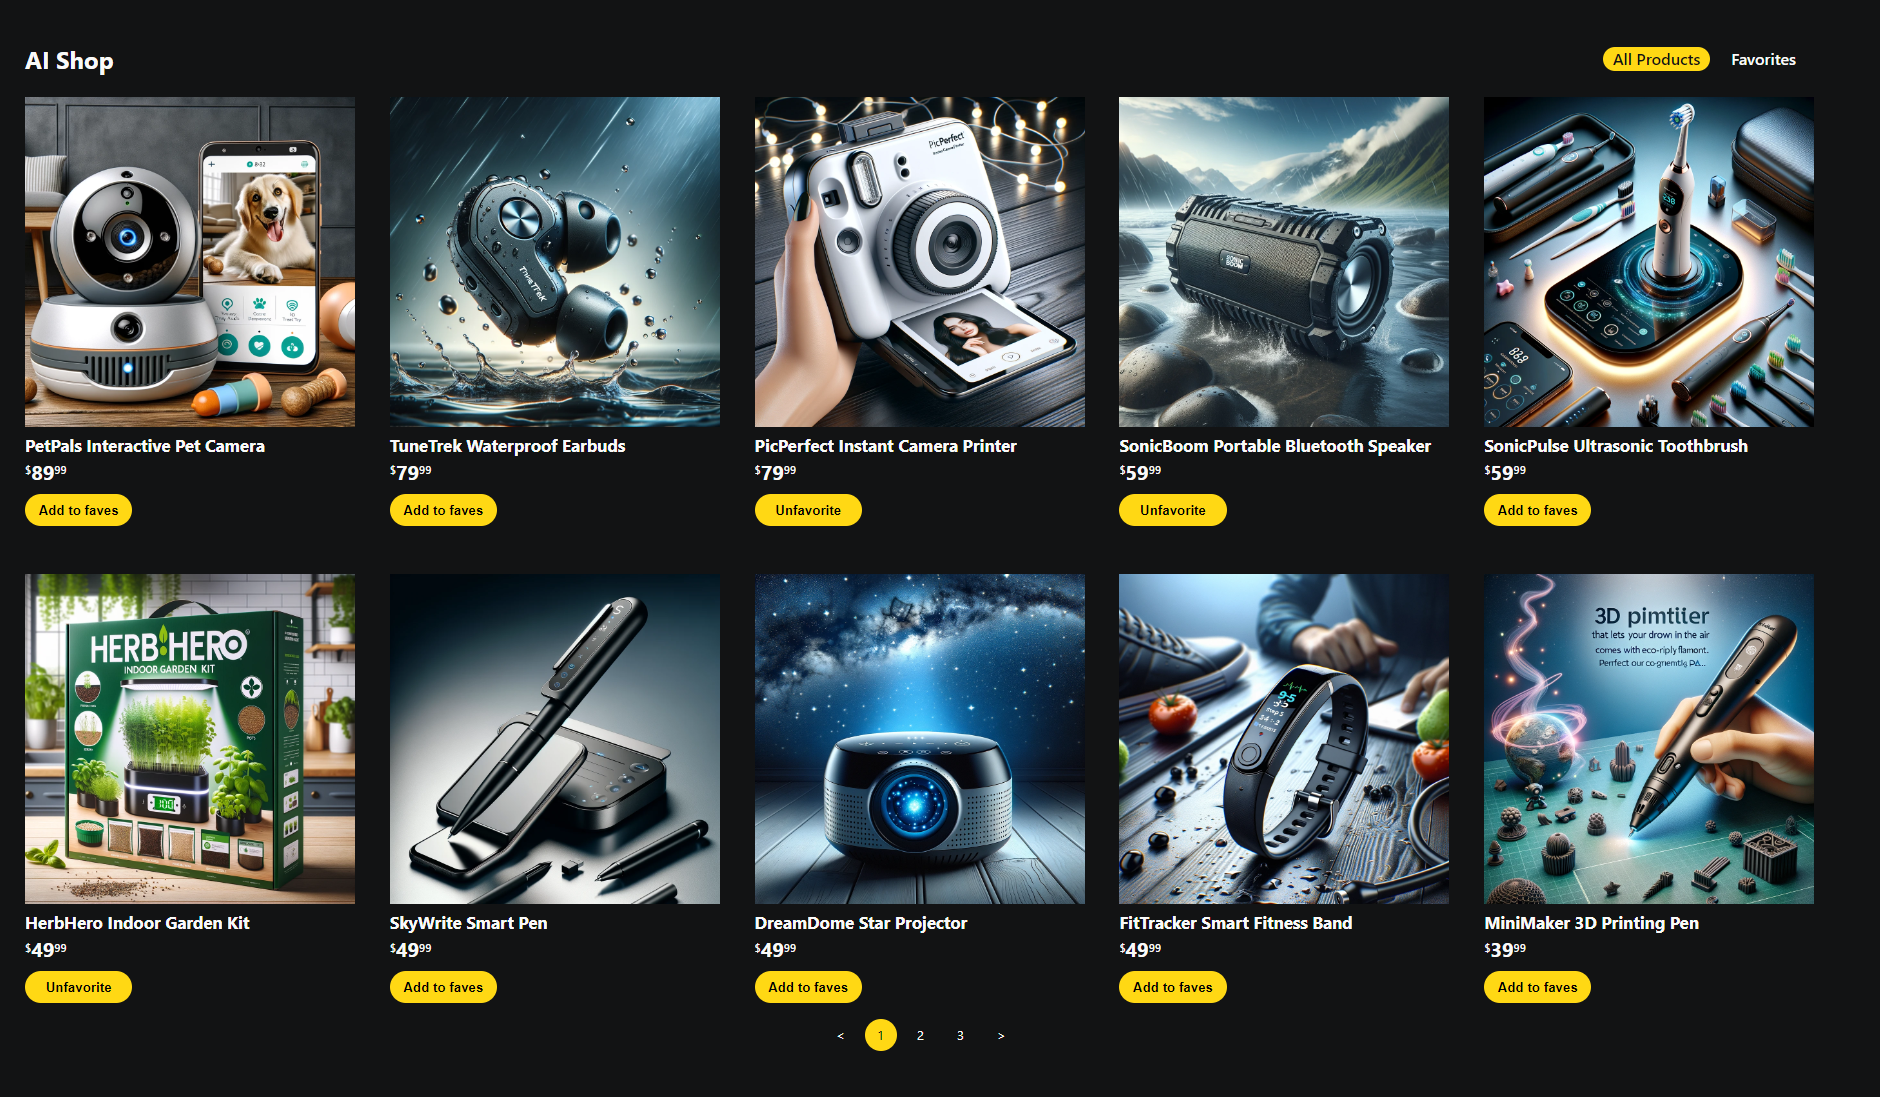 AI Shop
All Products Favorites
PicPerfect
THUNETREK
SONIC
BOOM
PetPals Interactive Pet Camera
$89.99
Add to faves
TuneTrek Waterproof Earbuds
$79.99
Add to faves
PicPerfect Instant Camera Printer
$79.99
Unfavorite
SonicBoom Portable Bluetooth Speaker
$59.99
Unfavorite
SonicPulse Ultrasonic Toothbrush
$59.99
Add to faves
HERB HERO
INDOOR GARDEN KIT
3D pimtiier
that lets your drown in the air
comes with eco-riply flamont.
HerbHero Indoor Garden Kit
$49.99
Unfavorite
SkyWrite Smart Pen
$49.99
Add to faves
DreamDome Star Projector
$49.99
Add to faves
FitTracker Smart Fitness Band
$49.99
Add to faves
MiniMaker 3D Printing Pen
$39.99
Add to faves
< 1 2 3 >